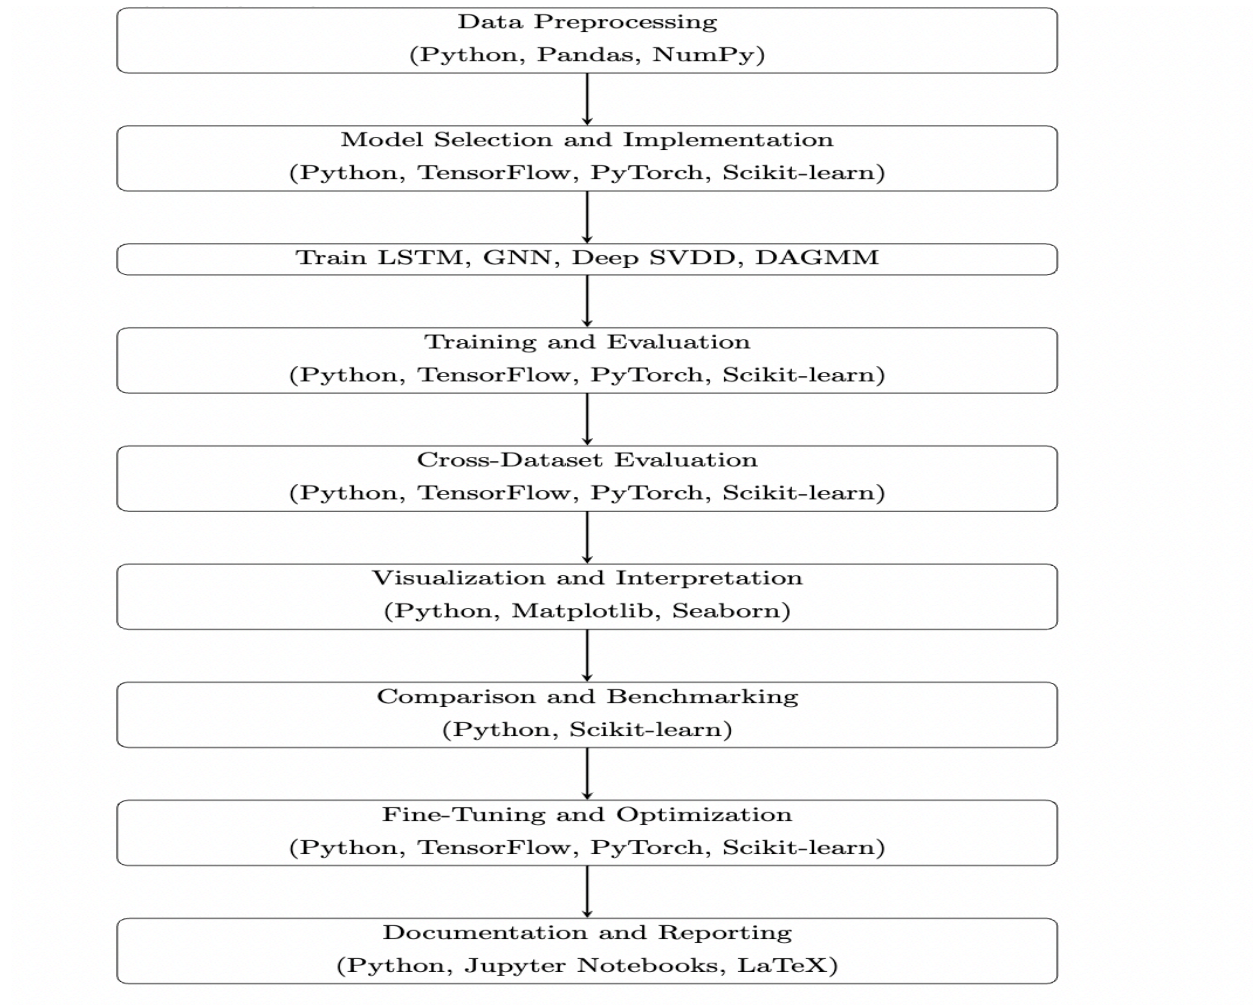 Data Preprocessing
(Python, Pandas, NumPy)
Model Selection and Implementation
(Python, TensorFlow, PyTorch, Scikit-learn)
Train LSTM, GNN, Deep SVDD, DAGMM
Training and Evaluation
(Python, TensorFlow, PyTorch, Scikit-learn)
Cross-Dataset Evaluation
(Python, TensorFlow, PyTorch, Scikit-learn)
Visualization and Interpretation
(Python, Matplotlib, Seaborn)
Comparison and Benchmarking
(Python, Scikit-learn)
Fine-Tuning and Optimization
(Python, TensorFlow, PyTorch, Scikit-learn)
Documentation and Reporting
(Python, Jupyter Notebooks, LaTeX)